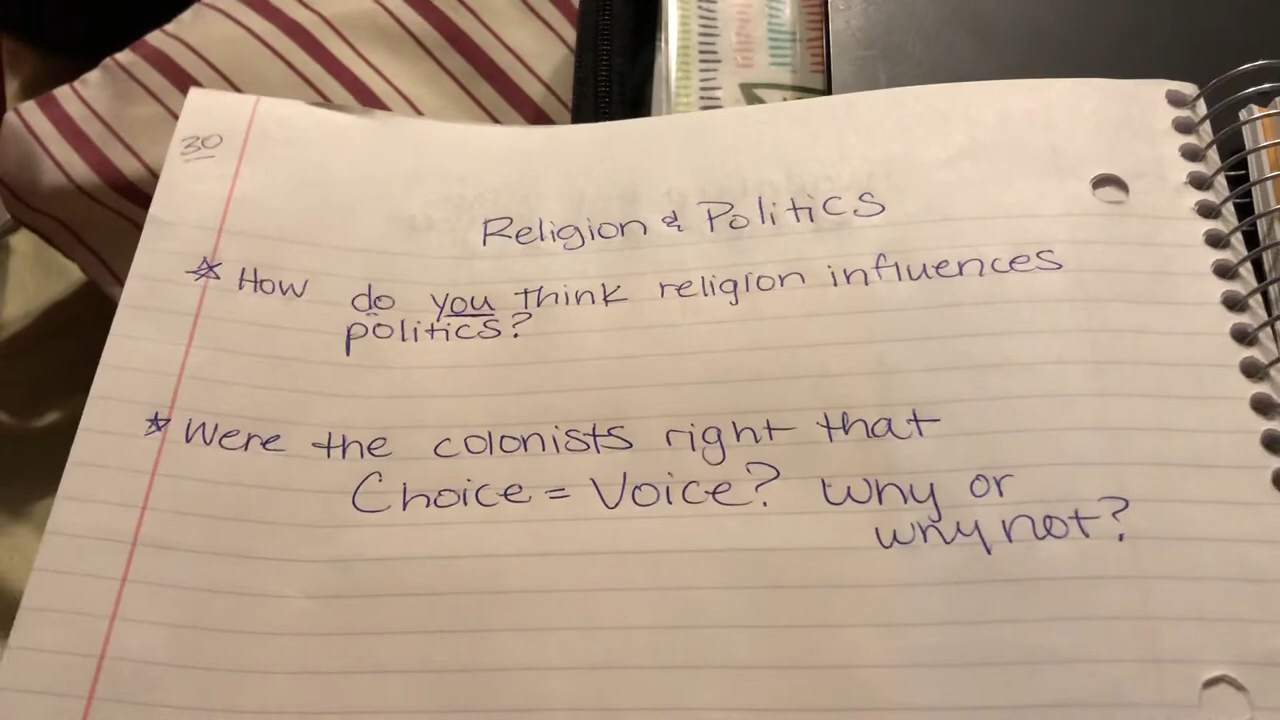 30
Religion & Politics
☆ How do you think religion influences
politics?
☆ Were the colonists right that
Choice = Voice? Why or
why not?